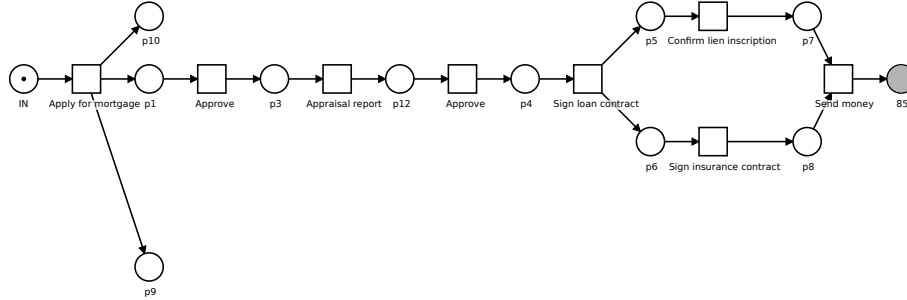 p10
p5
Confirm lien inscription
p7
IN
Apply for mortgage
p1
Approve
p3
Appraisal report
p12
Approve
p4
Sign loan contract
Send money
85
p6
Sign insurance contract
p8
p9